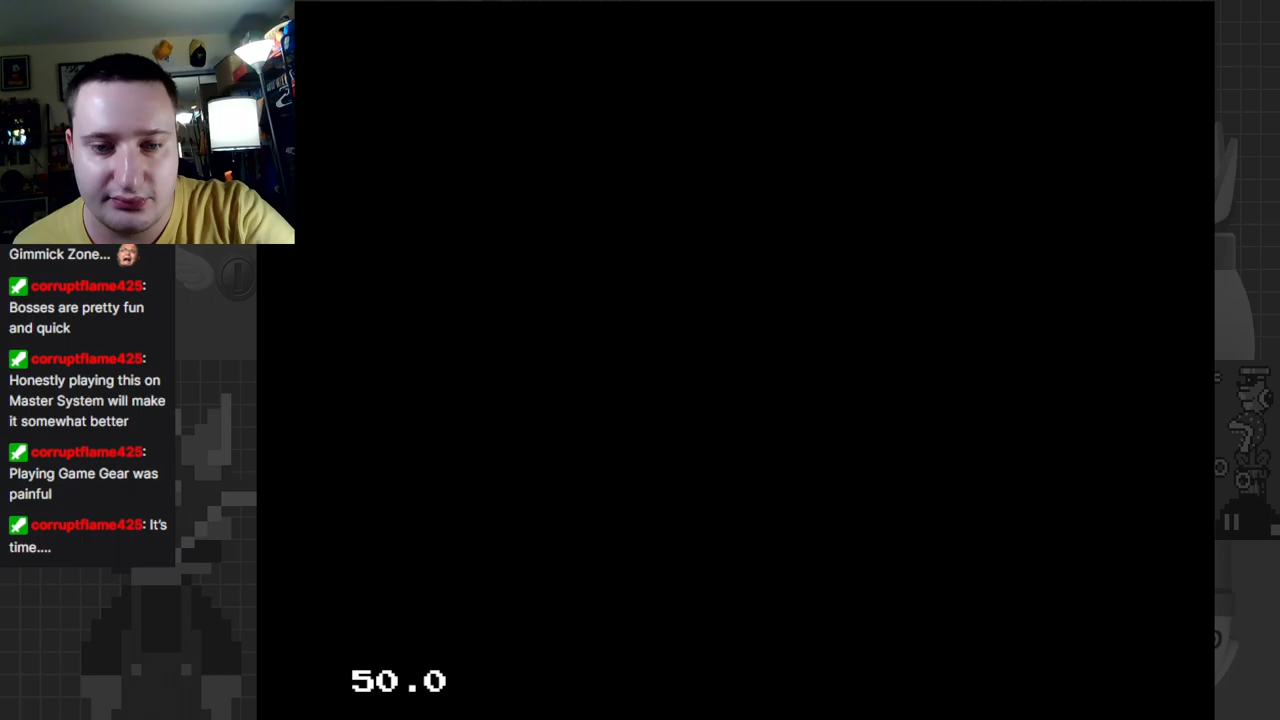 Gimmick Zone...
corruptflame425:
Bosses are pretty fun
and quick
corruptflame425:
Honestly playing this on
Master System will make
it somewhat better
corruptflame425:
Playing Game Gear was
painful
corruptflame425: It's
time....
50.0